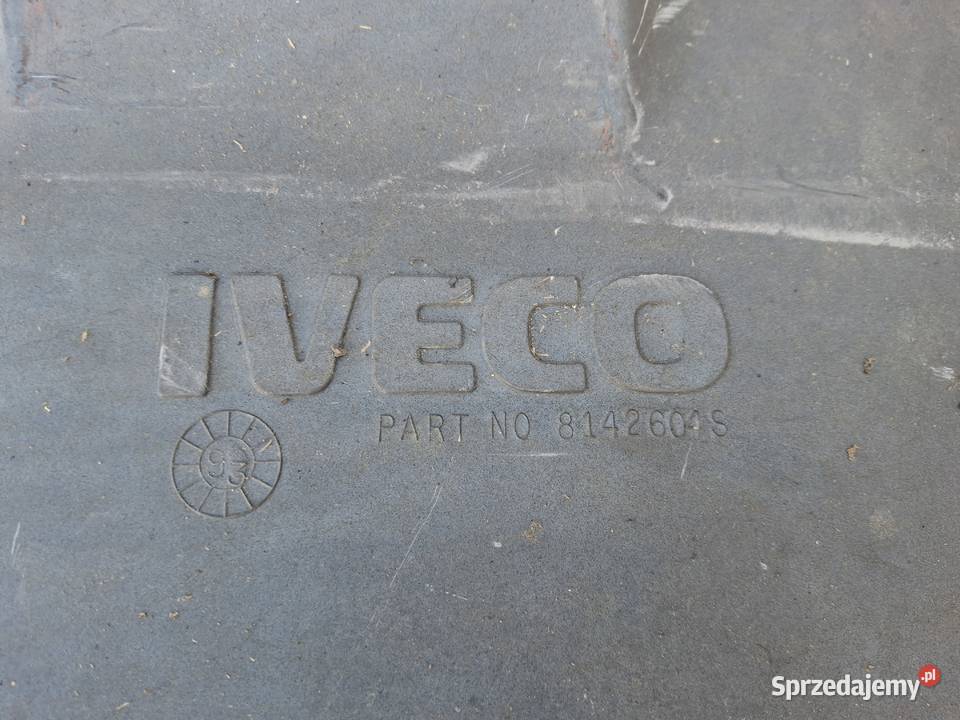 IVECO
PART NO 8142604S
93
Sprzedajemy.pl